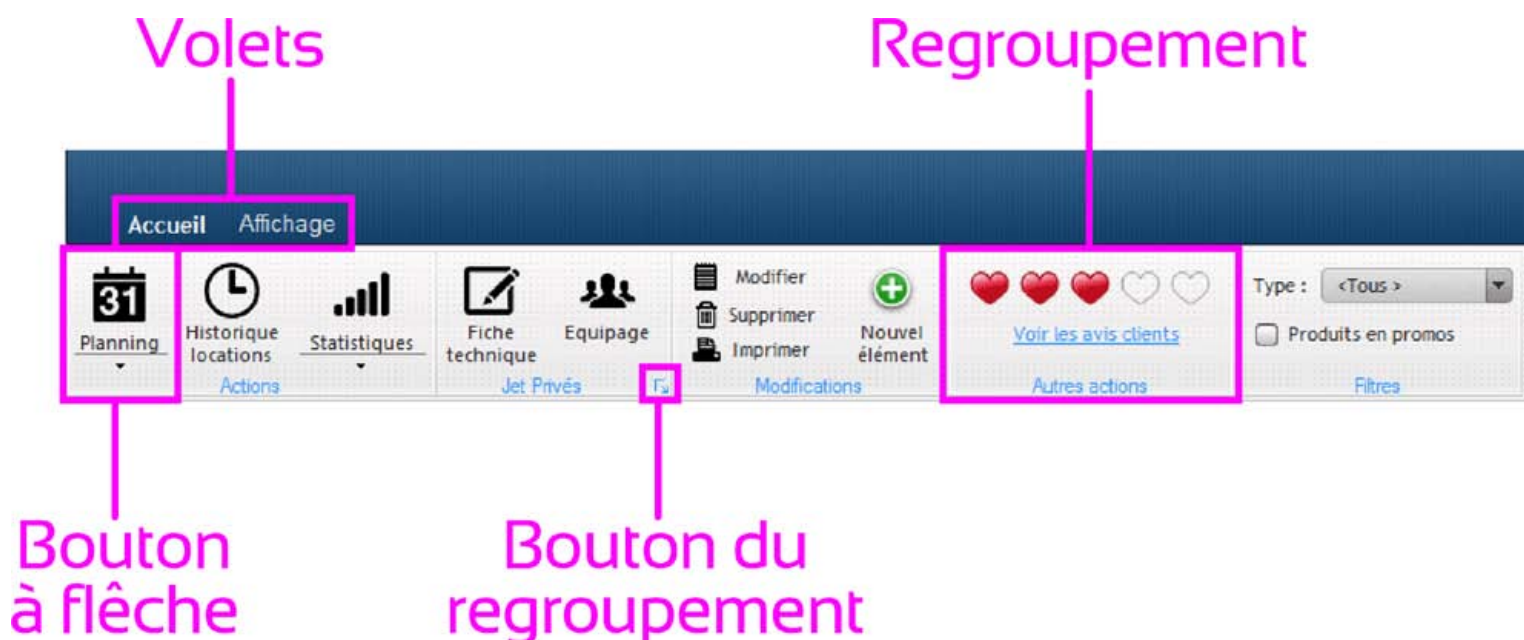 Volets
Regroupement
Accueil Affichage
31
Planning
Historique
locations
Statistiques
Actions
Fiche
technique
Equipage
Jet Privés
Modifier
Supprimer
Imprimer
Nouvel
élément
Modifications
Voir les avis clients
Autres actions
Type : <Tous >
Produits en promos
Filtres
Bouton
à flêche
Bouton du
regroupement